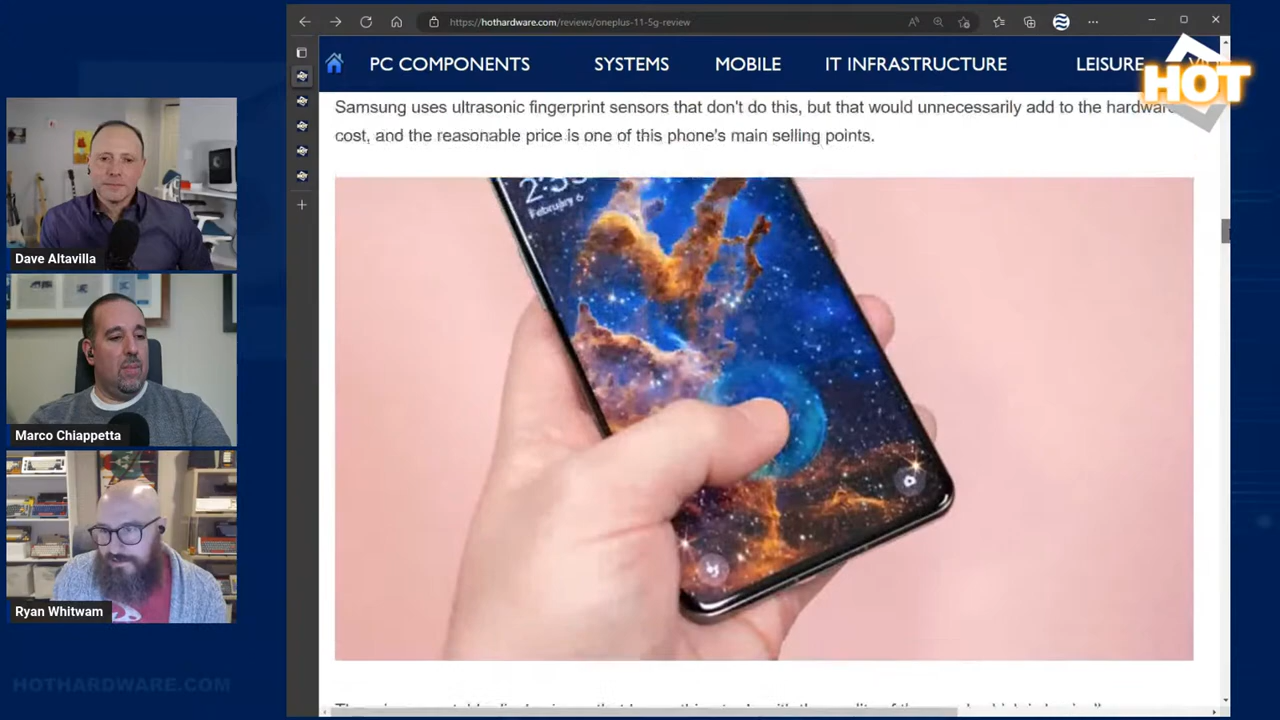 https://hothardware.com/reviews/oneplus-11-5g-review
PC COMPONENTS SYSTEMS MOBILE IT INFRASTRUCTURE LEISURE
HOT
Samsung uses ultrasonic fingerprint sensors that don't do this, but that would unnecessarily add to the hardware
cost, and the reasonable price is one of this phone's main selling points.
February 6
Dave Altavilla
Marco Chiappetta
Ryan Whitwam
HOTHARDWARE.COM